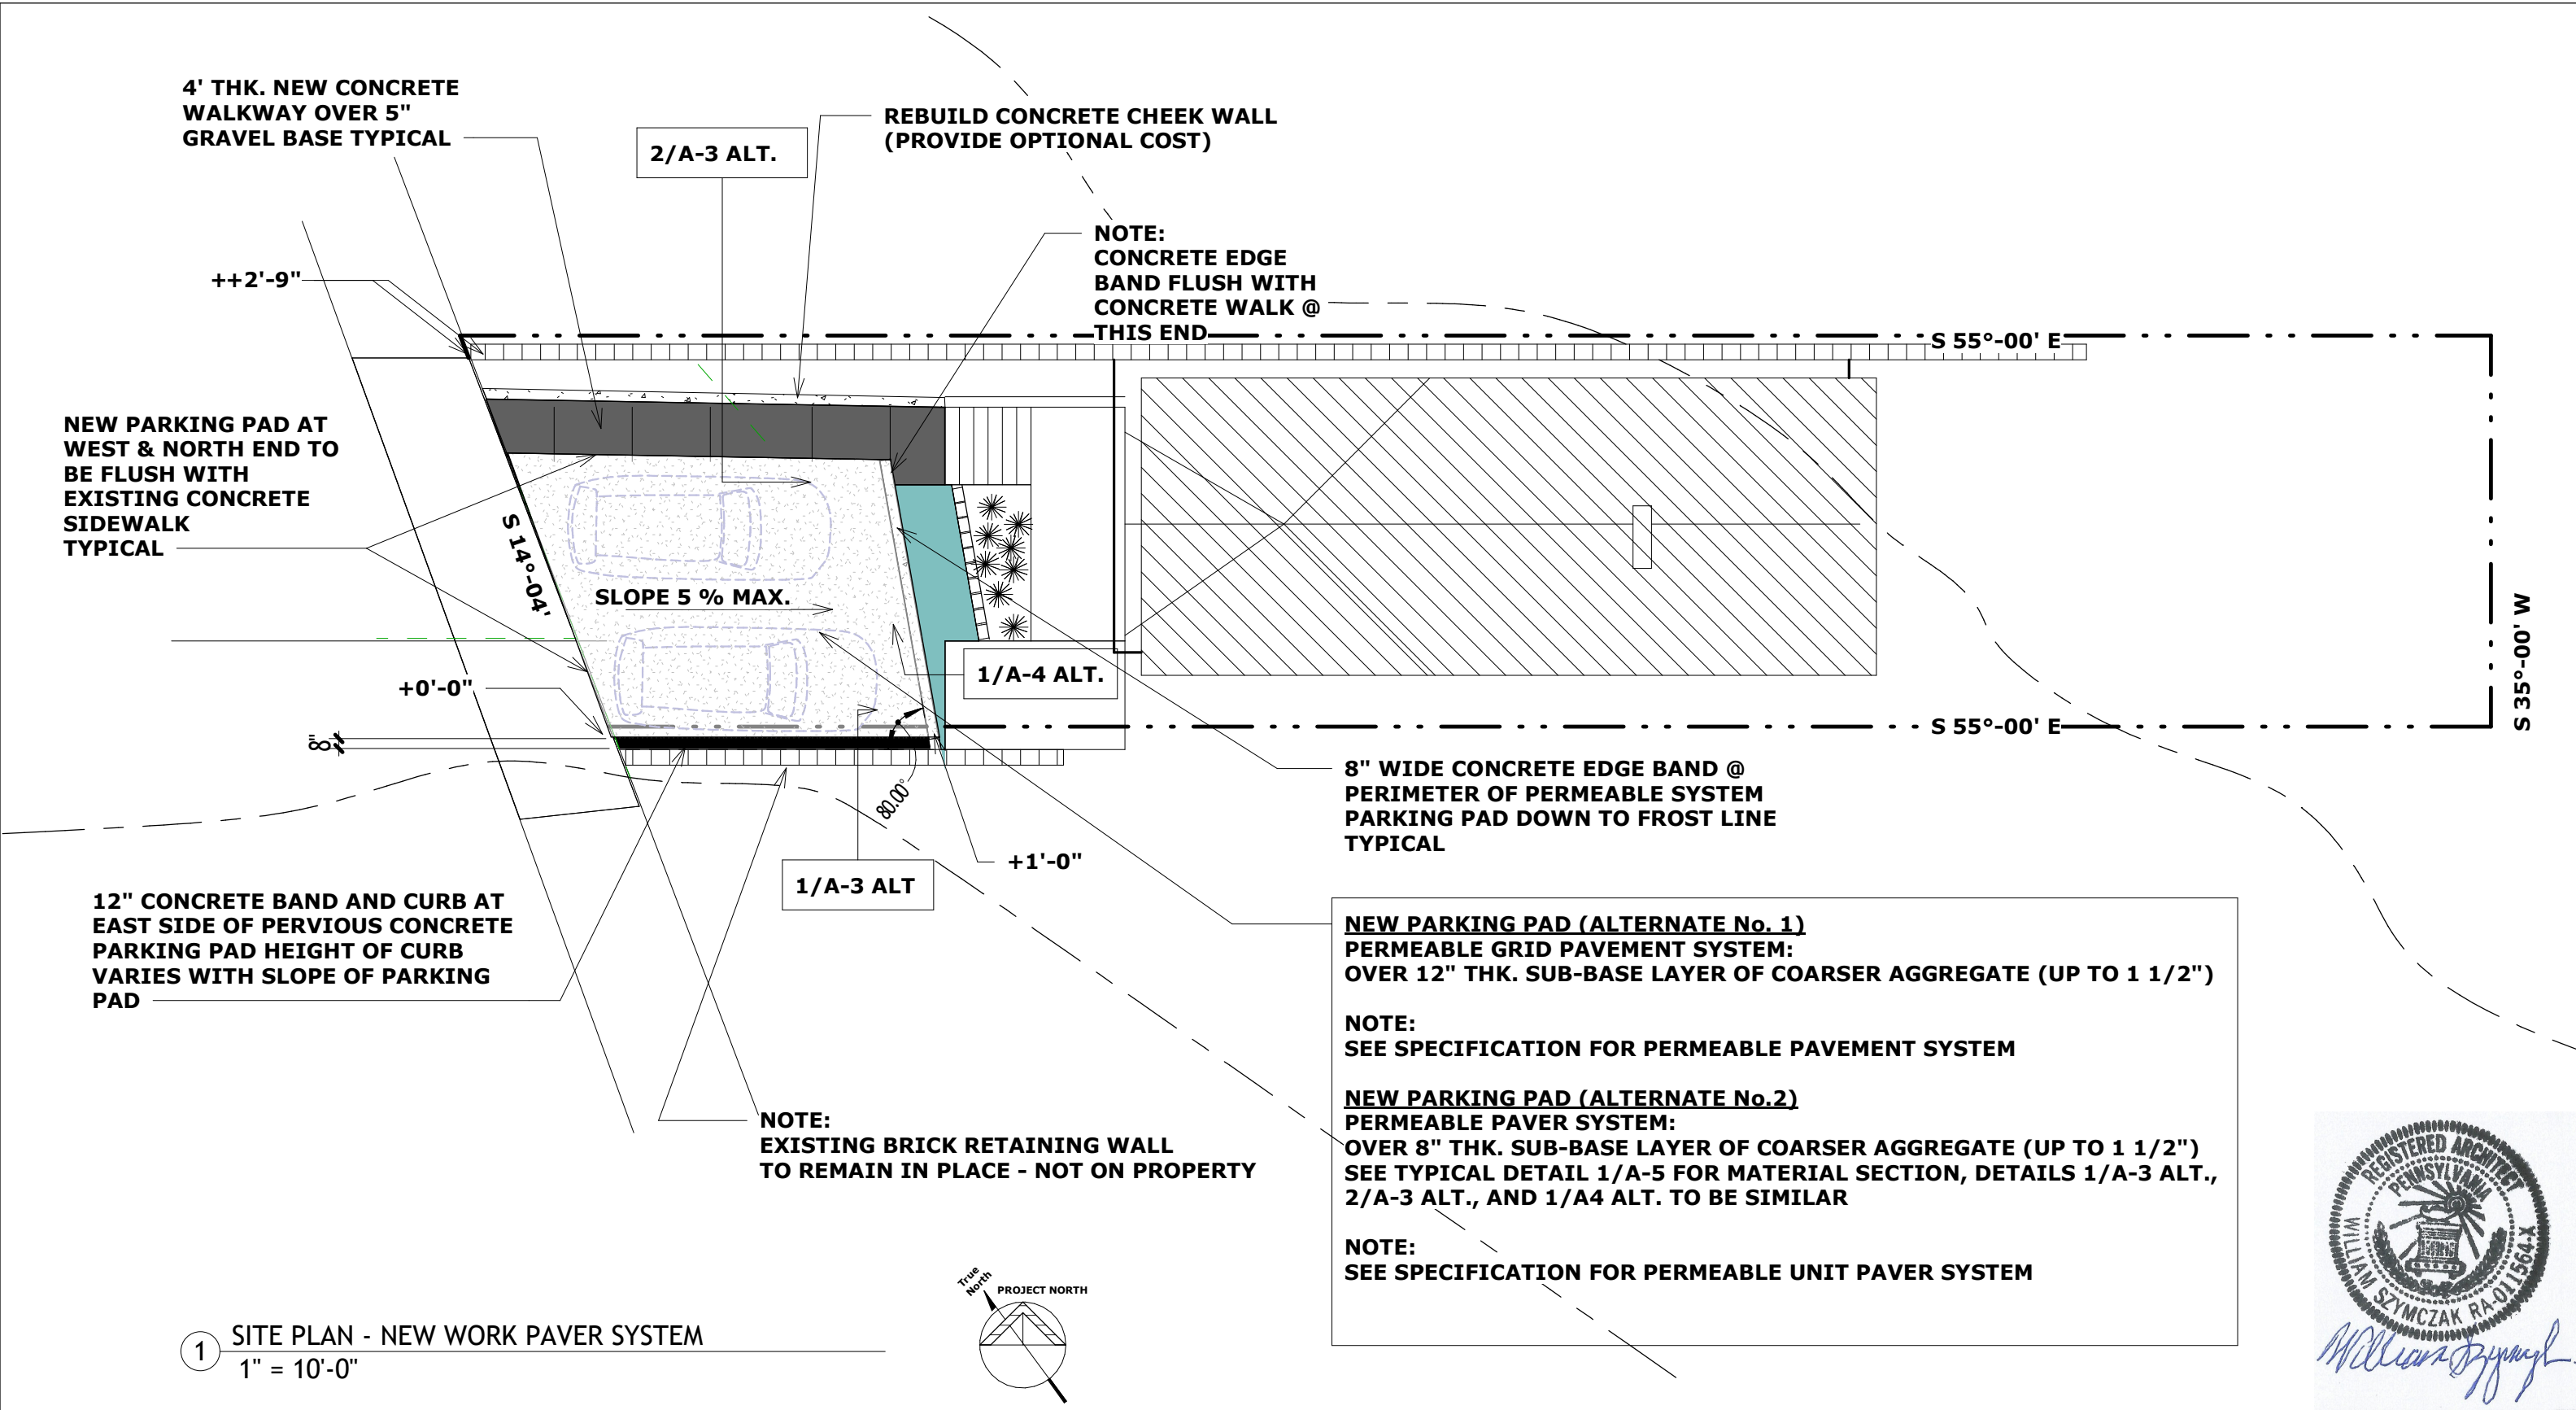 4' THK. NEW CONCRETE
WALKWAY OVER 5"
GRAVEL BASE TYPICAL
2/A-3 ALT.
REBUILD CONCRETE CHEEK WALL
(PROVIDE OPTIONAL COST)
NOTE:
CONCRETE EDGE
BAND FLUSH WITH
CONCRETE WALK @
THIS END
++2'-9"
S 55°-00' E
NEW PARKING PAD AT
WEST & NORTH END TO
BE FLUSH WITH
EXISTING CONCRETE
SIDEWALK
TYPICAL
S 14°-04'
SLOPE 5 % MAX.
1/A-4 ALT.
+0'-0"
8"
S 55°-00' E
S 35°-00' W
80.00°
8" WIDE CONCRETE EDGE BAND @
PERIMETER OF PERMEABLE SYSTEM
PARKING PAD DOWN TO FROST LINE
TYPICAL
+1'-0"
1/A-3 ALT
12" CONCRETE BAND AND CURB AT
EAST SIDE OF PERVIOUS CONCRETE
PARKING PAD HEIGHT OF CURB
VARIES WITH SLOPE OF PARKING
PAD
NEW PARKING PAD (ALTERNATE No. 1)
PERMEABLE GRID PAVEMENT SYSTEM:
OVER 12" THK. SUB-BASE LAYER OF COARSER AGGREGATE (UP TO 1 1/2")
NOTE:
SEE SPECIFICATION FOR PERMEABLE PAVEMENT SYSTEM
NEW PARKING PAD (ALTERNATE No.2)
PERMEABLE PAVER SYSTEM:
OVER 8" THK. SUB-BASE LAYER OF COARSER AGGREGATE (UP TO 1 1/2")
SEE TYPICAL DETAIL 1/A-5 FOR MATERIAL SECTION, DETAILS 1/A-3 ALT.,
2/A-3 ALT., AND 1/A4 ALT. TO BE SIMILAR
NOTE:
SEE SPECIFICATION FOR PERMEABLE UNIT PAVER SYSTEM
NOTE:
EXISTING BRICK RETAINING WALL
TO REMAIN IN PLACE - NOT ON PROPERTY
True
North
PROJECT NORTH
1
SITE PLAN - NEW WORK PAVER SYSTEM
1" = 10'-0"
REGISTERED ARCHITECT
PENNSYLVANIA
WILLIAM SZYMCZAK RA-011564-X